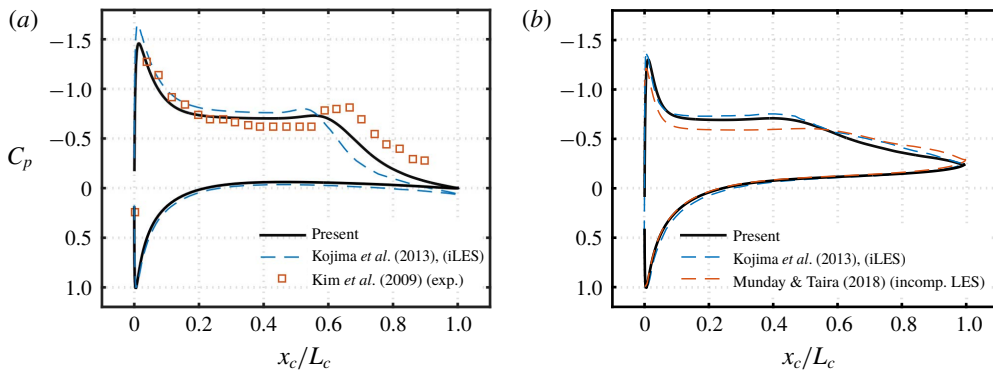 (a)
−1.5
−1.0
−0.5
0
0.5
1.0
C_p
0
0.2
0.4
0.6
0.8
1.0
x_c/L_c
Present
Kojima et al. (2013), (iLES)
Kim et al. (2009) (exp.)
(b)
−1.5
−1.0
−0.5
0
0.5
1.0
0
0.2
0.4
0.6
0.8
1.0
x_c/L_c
Present
Kojima et al. (2013), (iLES)
Munday & Taira (2018) (incomp. LES)